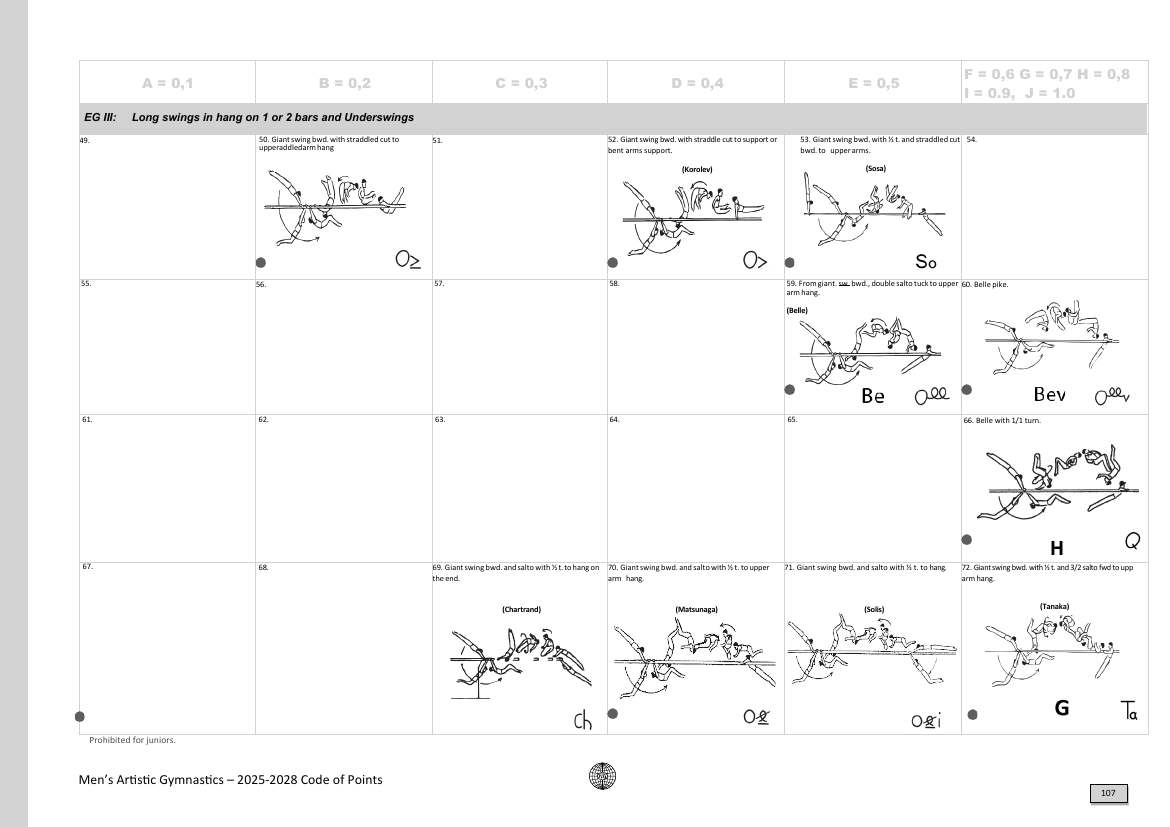 A = 0,1
B = 0,2
C = 0,3
D = 0,4
E = 0,5
F = 0,6 G = 0,7 H = 0,8
I = 0.9, J = 1.0
EG III: Long swings in hang on 1 or 2 bars and Underswings
49.
50. Giant swing bwd. with straddled cut to
upperaddledarm hang
51.
52. Giant swing bwd. with straddle cut to support or
bent arms support.
(Korolev)
53. Giant swing bwd. with ½ t. and straddled cut
bwd. to upper arms.
(Sosa)
So
54.
55.
56.
57.
58.
59. From giant. sw. bwd., double salto tuck to upper
arm hang.
(Belle)
Be
60. Belle pike.
Bev
61.
62.
63.
64.
65.
66. Belle with 1/1 turn.
H
67.
68.
69. Giant swing bwd. and salto with ½ t. to hang on
the end.
(Chartrand)
Ch
70. Giant swing bwd. and salto with ½ t. to upper
arm hang.
(Matsunaga)
71. Giant swing bwd. and salto with ½ t. to hang.
(Solis)
72. Giant swing bwd. with ½ t. and 3/2 salto fwd to upp
arm hang.
(Tanaka)
G
Ta
Prohibited for juniors.
Men's Artistic Gymnastics – 2025-2028 Code of Points
107